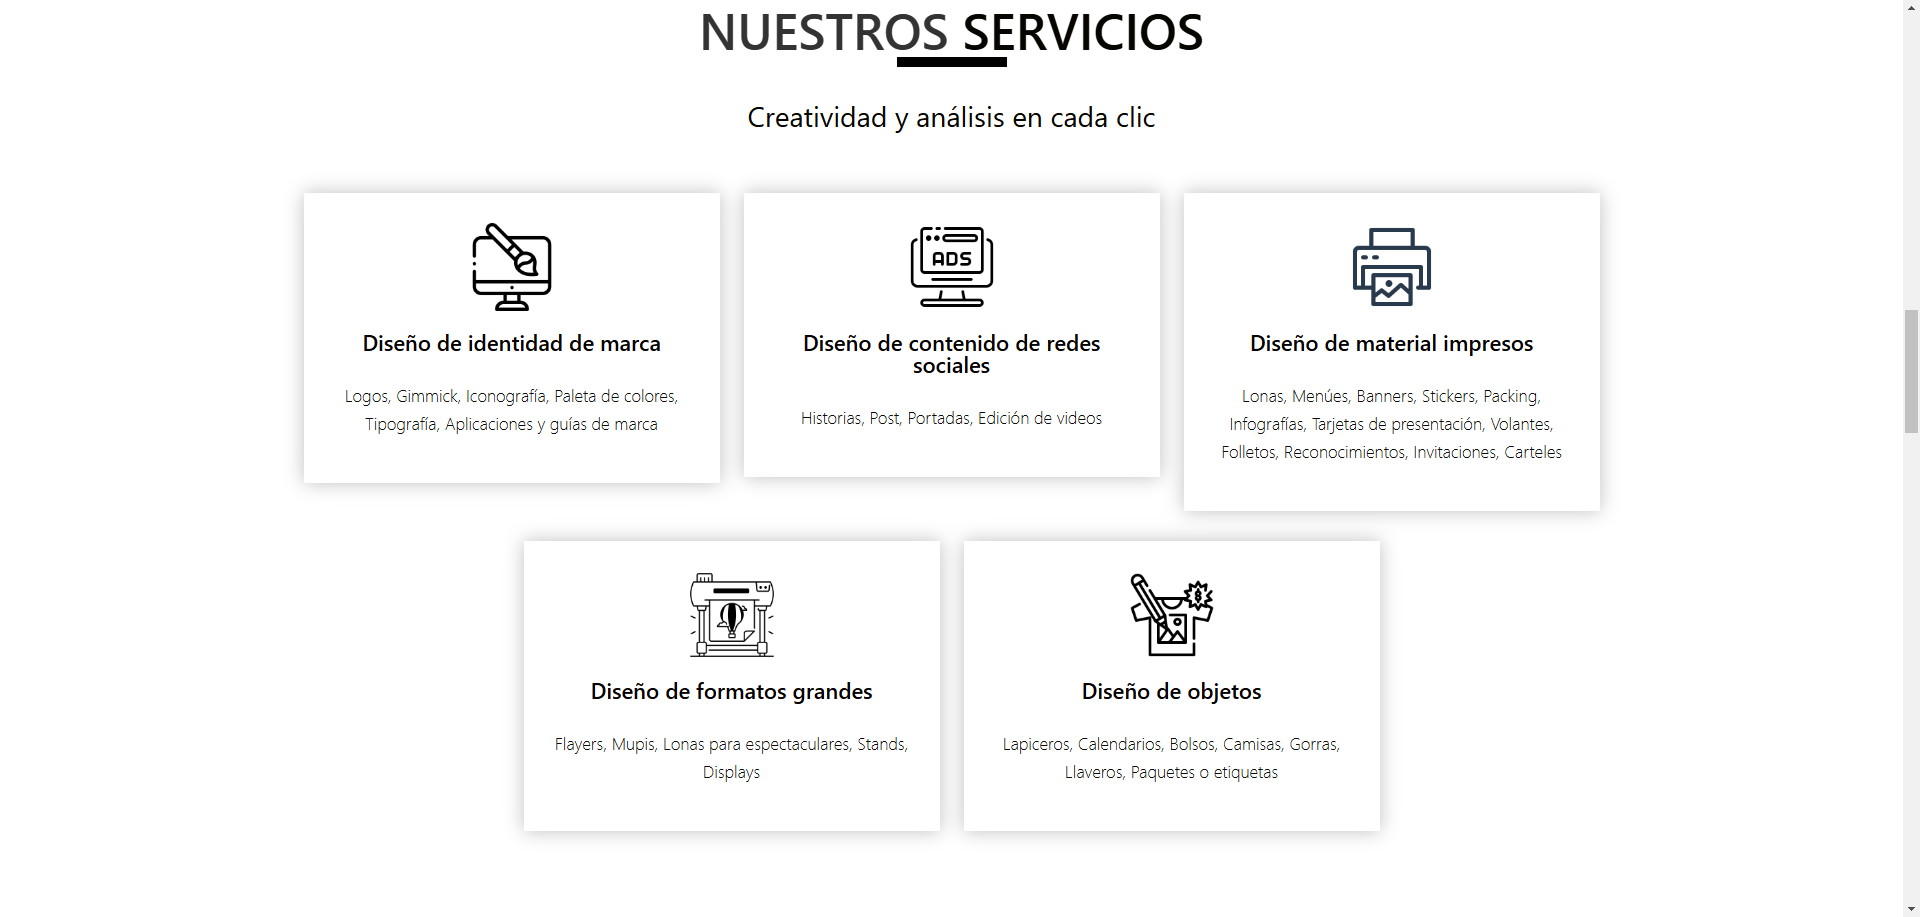 NUESTROS SERVICIOS
Creatividad y análisis en cada clic
Diseño de identidad de marca
Logos, Gimmick, Iconografía, Paleta de colores,
Tipografía, Aplicaciones y guías de marca
ADS
Diseño de contenido de redes
sociales
Historias, Post, Portadas, Edición de videos
Diseño de material impresos
Lonas, Menúes, Banners, Stickers, Packing,
Infografías, Tarjetas de presentación, Volantes,
Folletos, Reconocimientos, Invitaciones, Carteles
Diseño de formatos grandes
Flayers, Mupis, Lonas para espectaculares, Stands,
Displays
Diseño de objetos
Lapiceros, Calendarios, Bolsos, Camisas, Gorras,
Llaveros, Paquetes o etiquetas